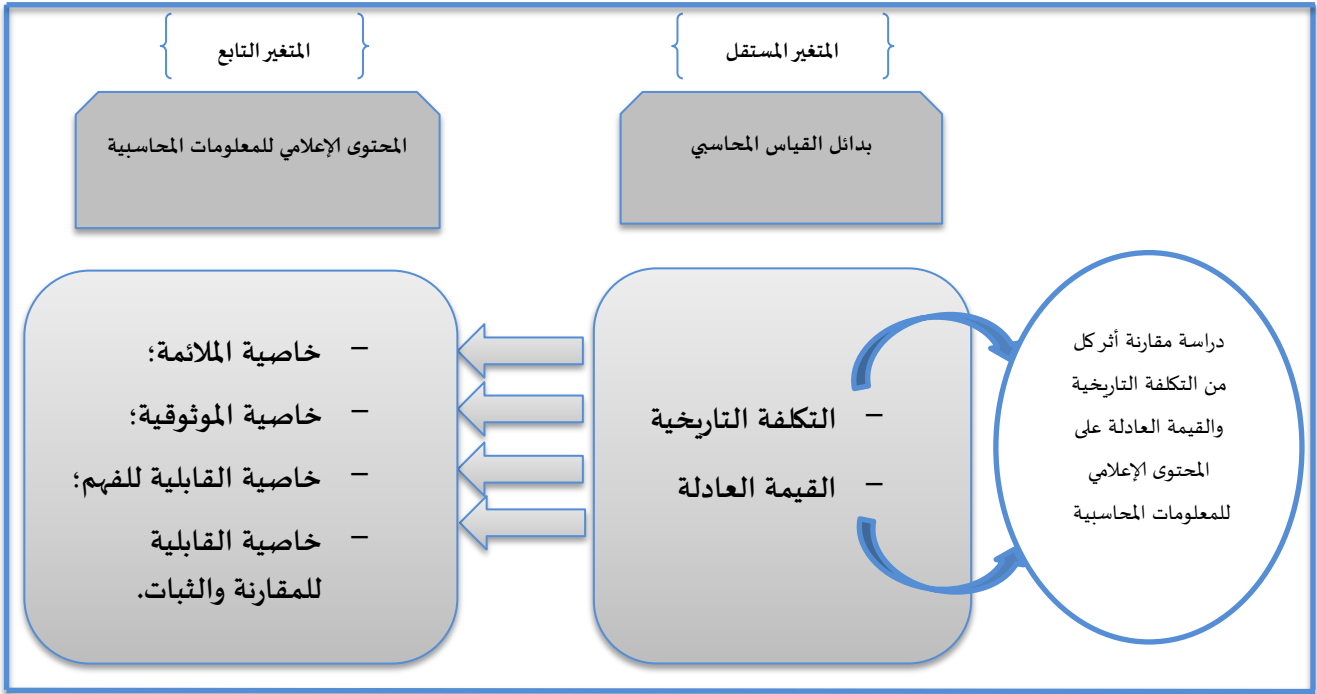 المتغير المستقل
المتغير التابع
بدائل القياس المحاسبي
المحتوى الإعلامي للمعلومات المحاسبية
دراسة مقارنة أثر كل
من التكلفة التاريخية
والقيمة العادلة على
المحتوى الإعلامي
للمعلومات المحاسبية
– التكلفة التاريخية
– القيمة العادلة
– خاصية الملائمة؛
– خاصية الموثوقية؛
– خاصية القابلية للفهم؛
– خاصية القابلية
للمقارنة والثبات.